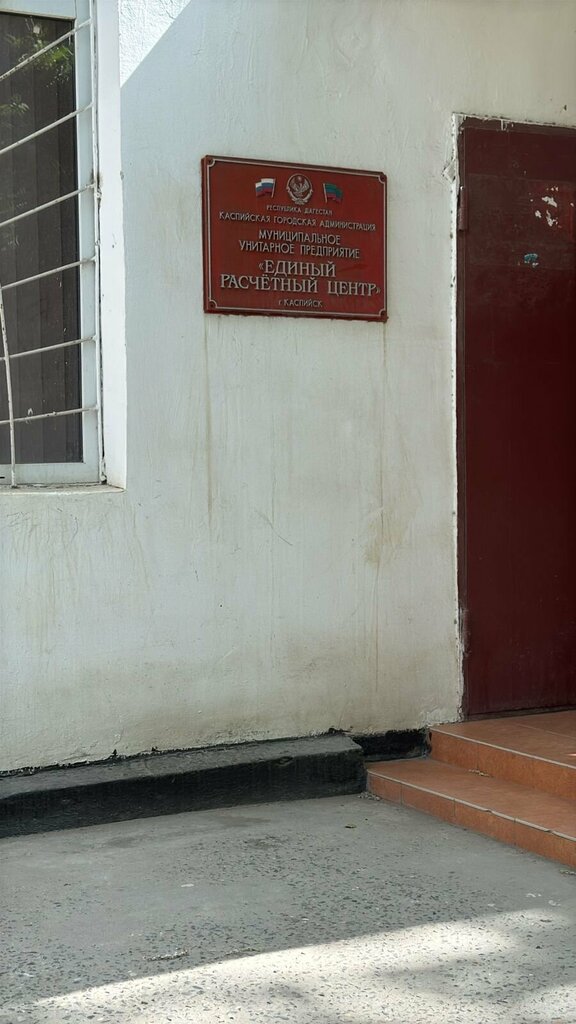 РЕСПУБЛИКА ДАГЕСТАН
КАСПИЙСКАЯ ГОРОДСКАЯ АДМИНИСТРАЦИЯ
МУНИЦИПАЛЬНОЕ
УНИТАРНОЕ ПРЕДПРИЯТИЕ
«ЕДИНЫЙ
РАСЧЁТНЫЙ ЦЕНТР»
г КАСПИЙСК